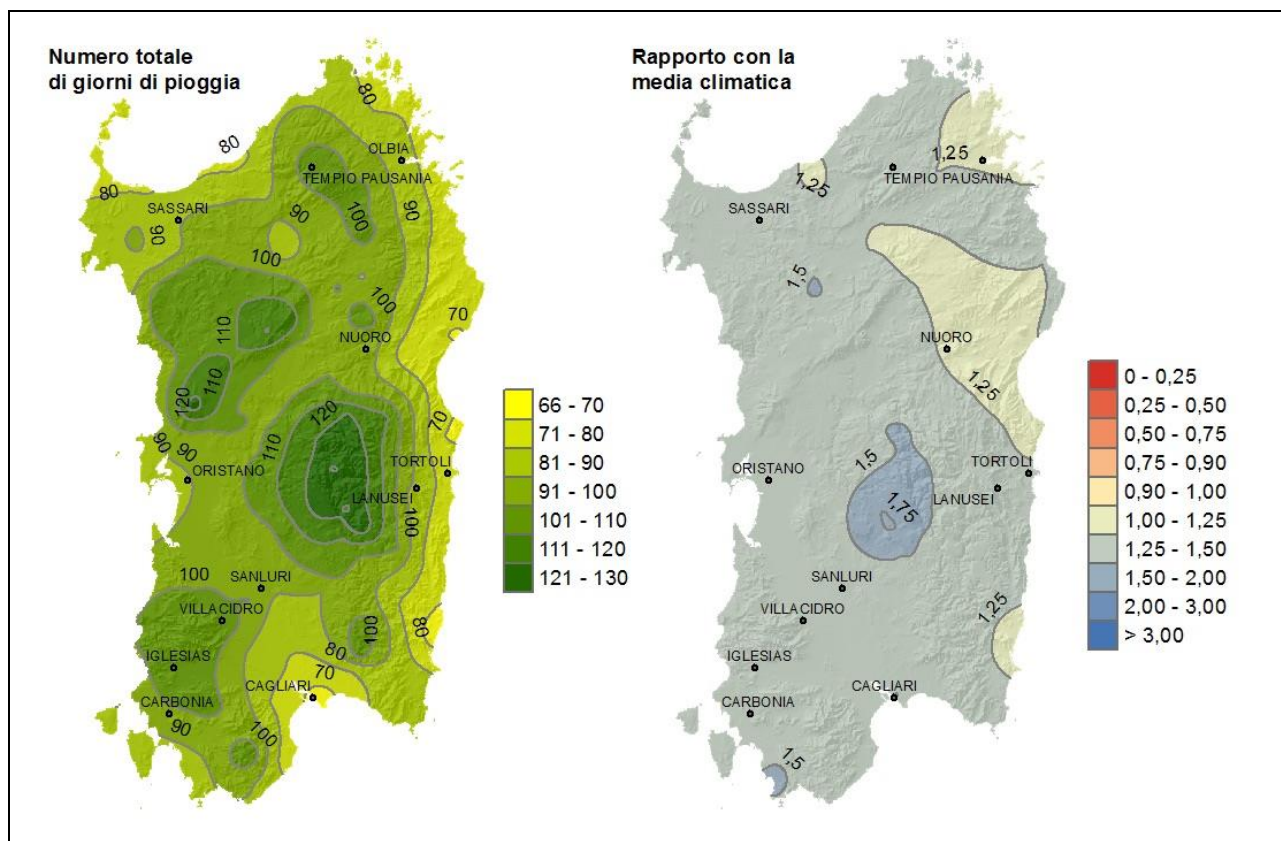 Numero totale
di giorni di pioggia
80
80
OLBIA
TEMPIO PAUSANIA
80
SASSARI
90
90
100
90
100
100
110
NUORO
70
110
120
120
110
90
90
ORISTANO
70
TORTOLI
LANUSEI
100
100
SANLURI
VILLACIDRO
100
80
80
IGLESIAS
70
CAGLIARI
CARBONIA
90
100
66 - 70
71 - 80
81 - 90
91 - 100
101 - 110
111 - 120
121 - 130
Rapporto con la
media climatica
1,25
TEMPIO PAUSANIA
1,25
SASSARI
1,5
NUORO
1,25
1,5
ORISTANO
TORTOLI
LANUSEI
1,75
SANLURI
VILLACIDRO
1,25
IGLESIAS
CAGLIARI
CARBONIA
1,5
0 - 0,25
0,25 - 0,50
0,50 - 0,75
0,75 - 0,90
0,90 - 1,00
1,00 - 1,25
1,25 - 1,50
1,50 - 2,00
2,00 - 3,00
> 3,00